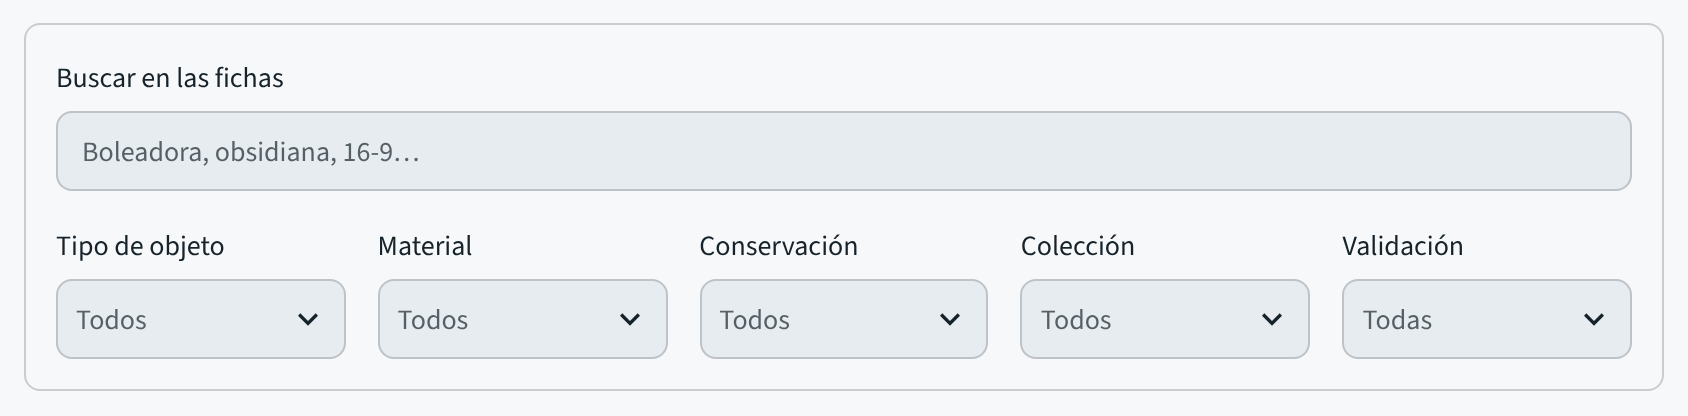 Buscar en las fichas
Boleadora, obsidiana, 16-9…
Tipo de objeto Material Conservación Colección Validación
Todos Todos Todos Todos Todas